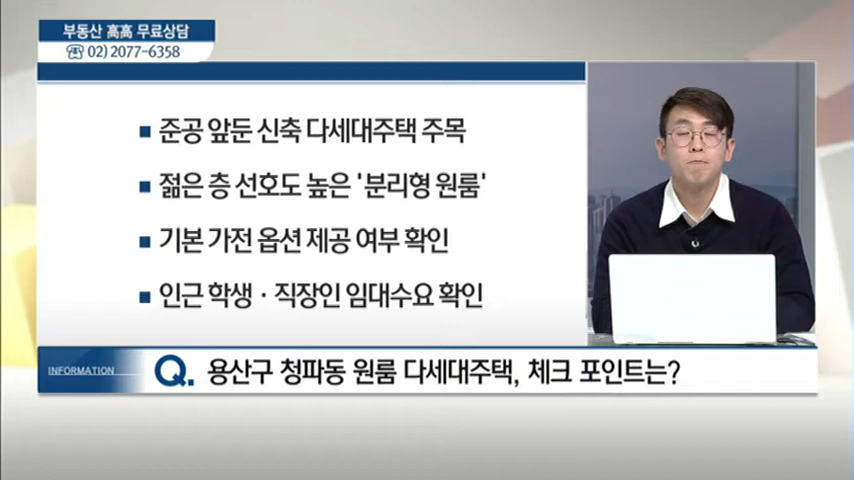 부동산 高高 무료상담
☎ 02) 2077-6358
■ 준공 앞둔 신축 다세대주택 주목
■ 젊은 층 선호도 높은 '분리형 원룸'
■ 기본 가전 옵션 제공 여부 확인
■ 인근 학생 · 직장인 임대수요 확인
INFORMATION Q. 용산구 청파동 원룸 다세대주택, 체크 포인트는?